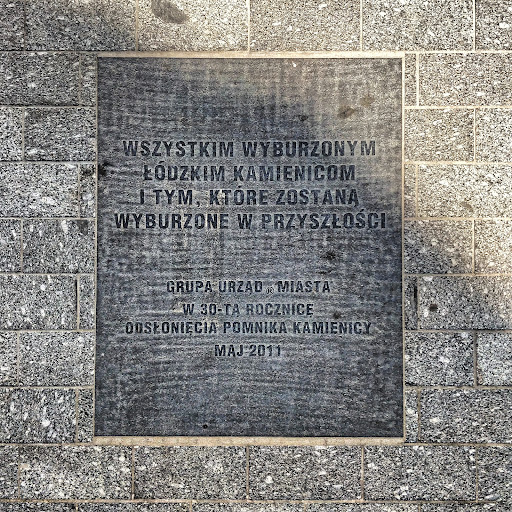 WSZYSTKIM WYBURZONYM
ŁÓDZKIM KAMIENICOM
I TYM, KTÓRE ZOSTANĄ
WYBURZONE W PRZYSZŁOŚCI
GRUPA URZĄD MIASTA
W 30-TĄ ROCZNICĘ
ODSŁONIĘCIA POMNIKA KAMIENICY
MAJ 2011